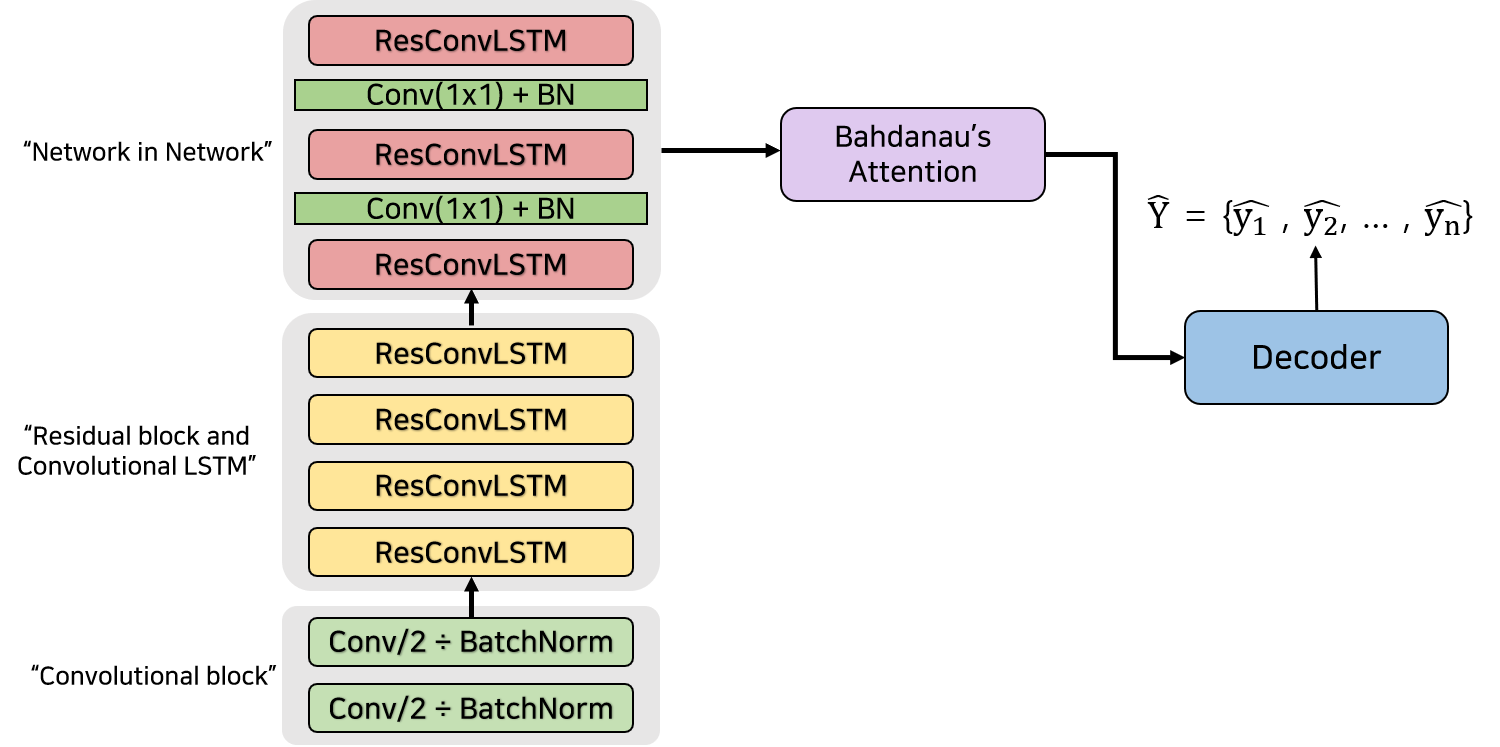 ResConvLSTM
Conv(1x1) + BN
“Network in Network”
ResConvLSTM
Conv(1x1) + BN
ResConvLSTM
Bahdanau’s
Attention
Ŷ = {ŷ₁ , ŷ₂, ... , ŷₙ}
Decoder
“Residual block and
Convolutional LSTM”
ResConvLSTM
ResConvLSTM
ResConvLSTM
ResConvLSTM
“Convolutional block”
Conv/2 ÷ BatchNorm
Conv/2 ÷ BatchNorm